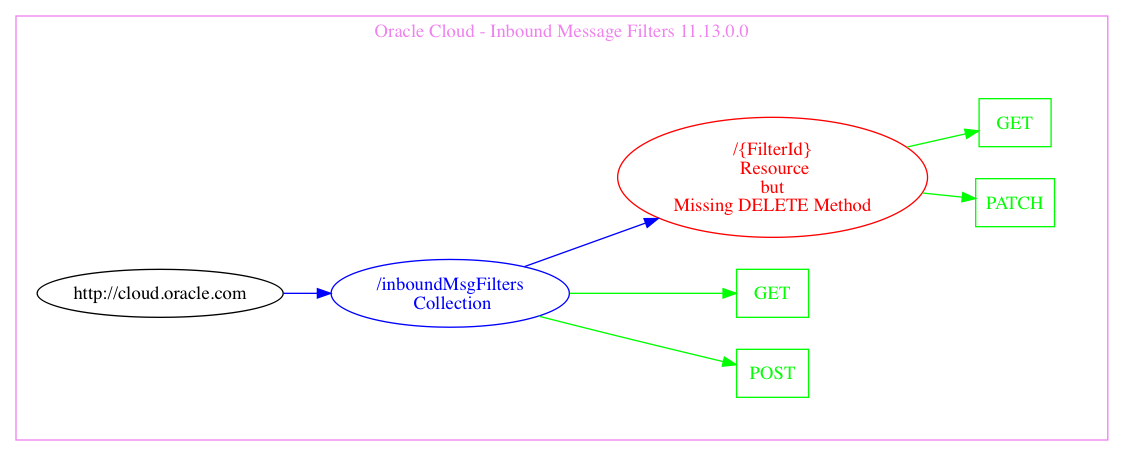 Oracle Cloud - Inbound Message Filters 11.13.0.0
http://cloud.oracle.com
/inboundMsgFilters
Collection
/{FilterId}
Resource
but
Missing DELETE Method
GET
PATCH
GET
POST